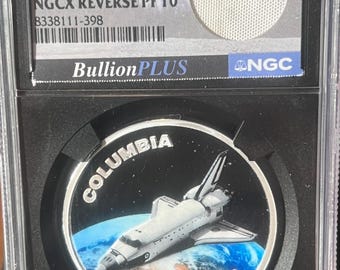 NGCX REVERSE PF 10
8338111-398
BullionPLUS
NGC
COLUMBIA